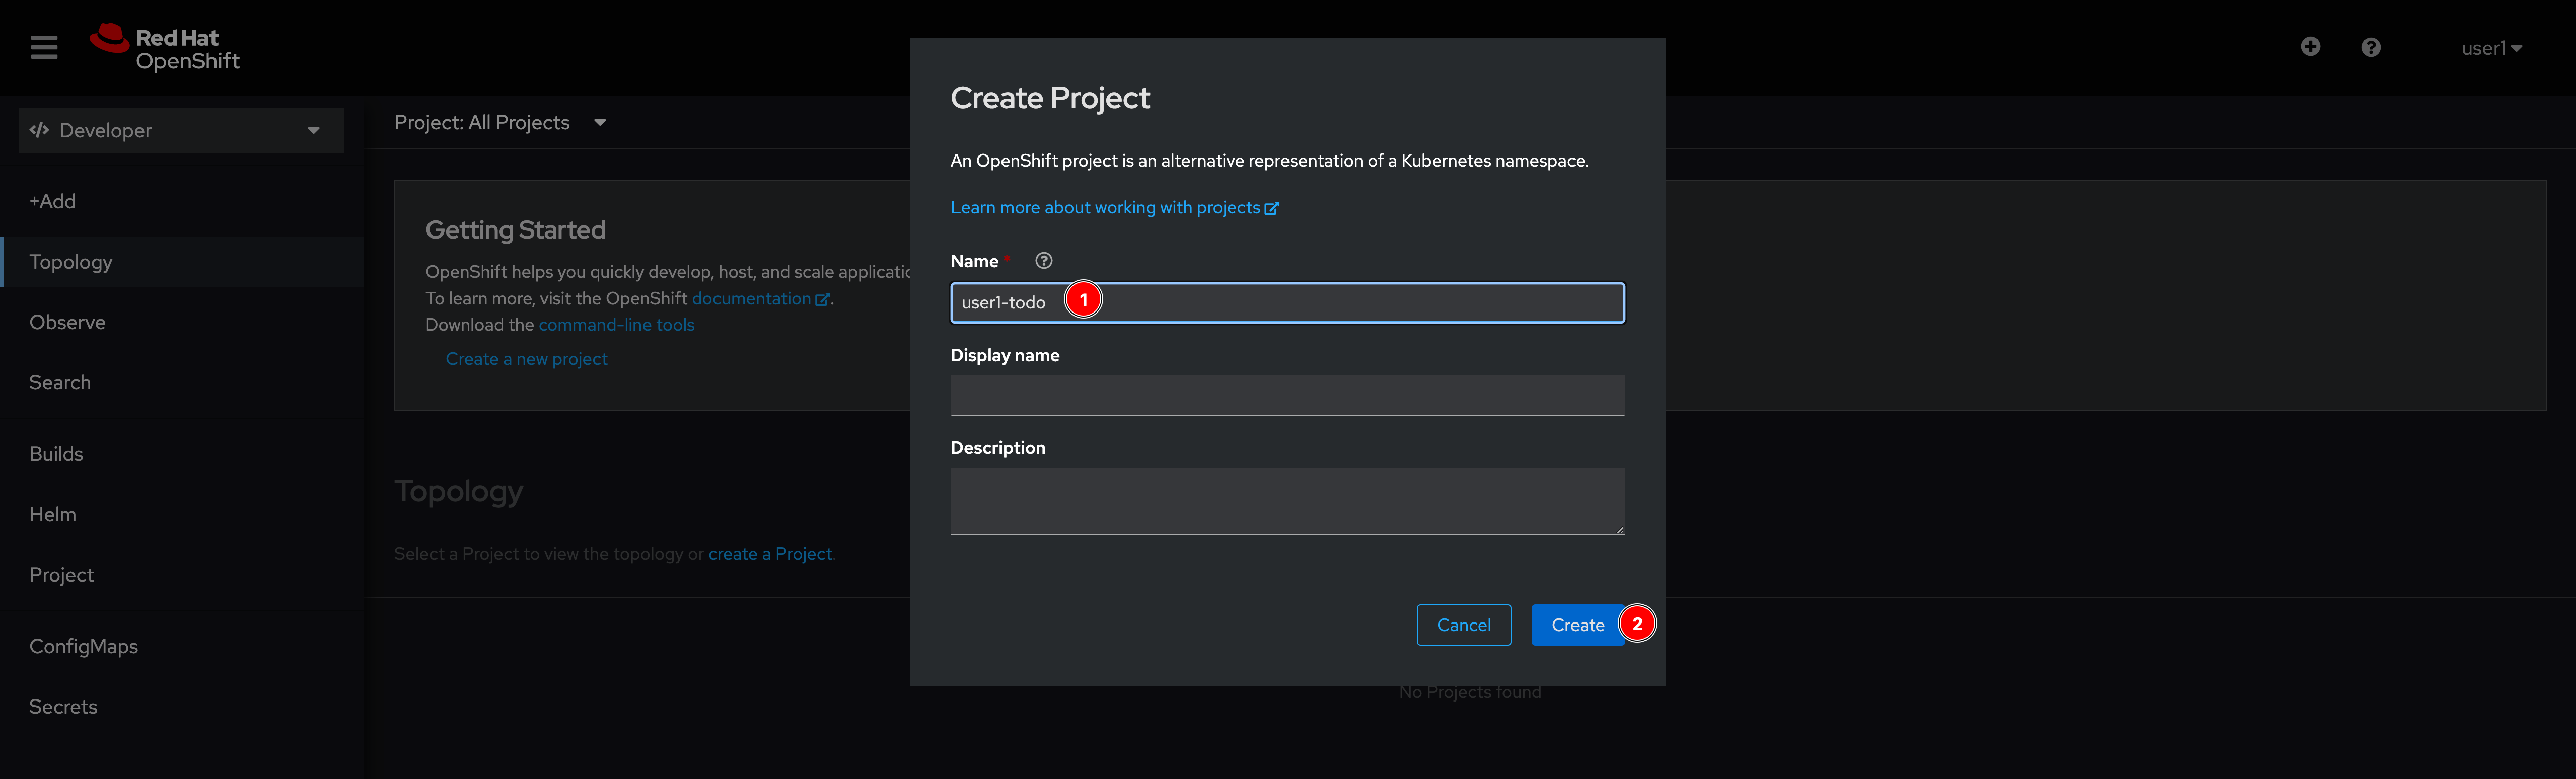 Red Hat
OpenShift
user1
Developer
+Add
Topology
Observe
Search
Builds
Helm
Project
ConfigMaps
Secrets
Project: All Projects
Getting Started
OpenShift helps you quickly develop, host, and scale applicatio
To learn more, visit the OpenShift documentation.
Download the command-line tools
Create a new project
Topology
Select a Project to view the topology or create a Project.
No Projects found
Create Project
An OpenShift project is an alternative representation of a Kubernetes namespace.
Learn more about working with projects
Name *
user1-todo 1
Display name
Description
Cancel Create 2